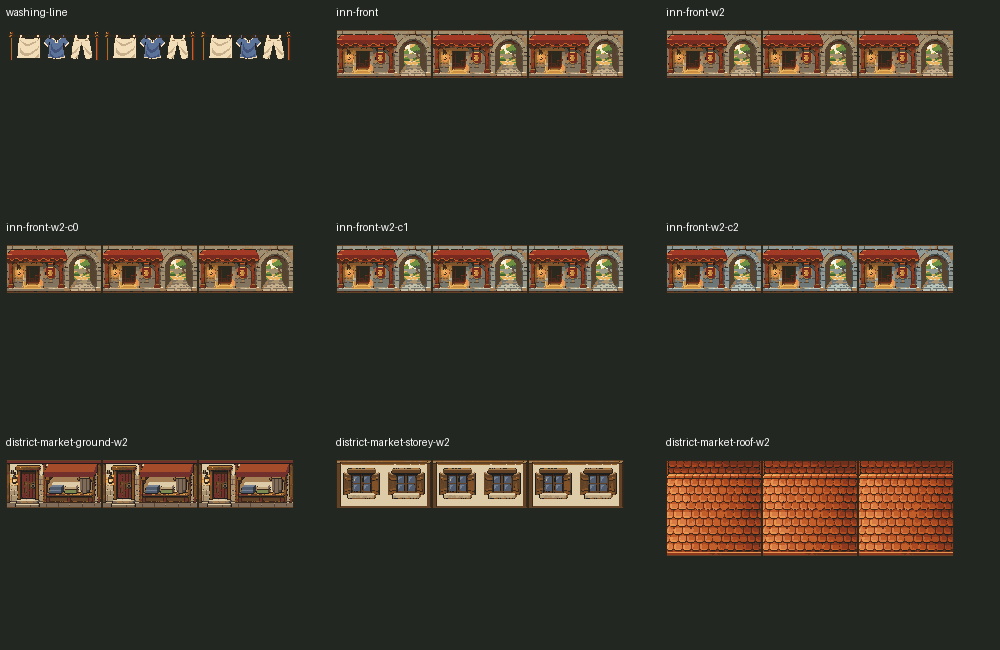 washing-line
inn-front
inn-front-w2
inn-front-w2-c0
inn-front-w2-c1
inn-front-w2-c2
district-market-ground-w2
district-market-storey-w2
district-market-roof-w2